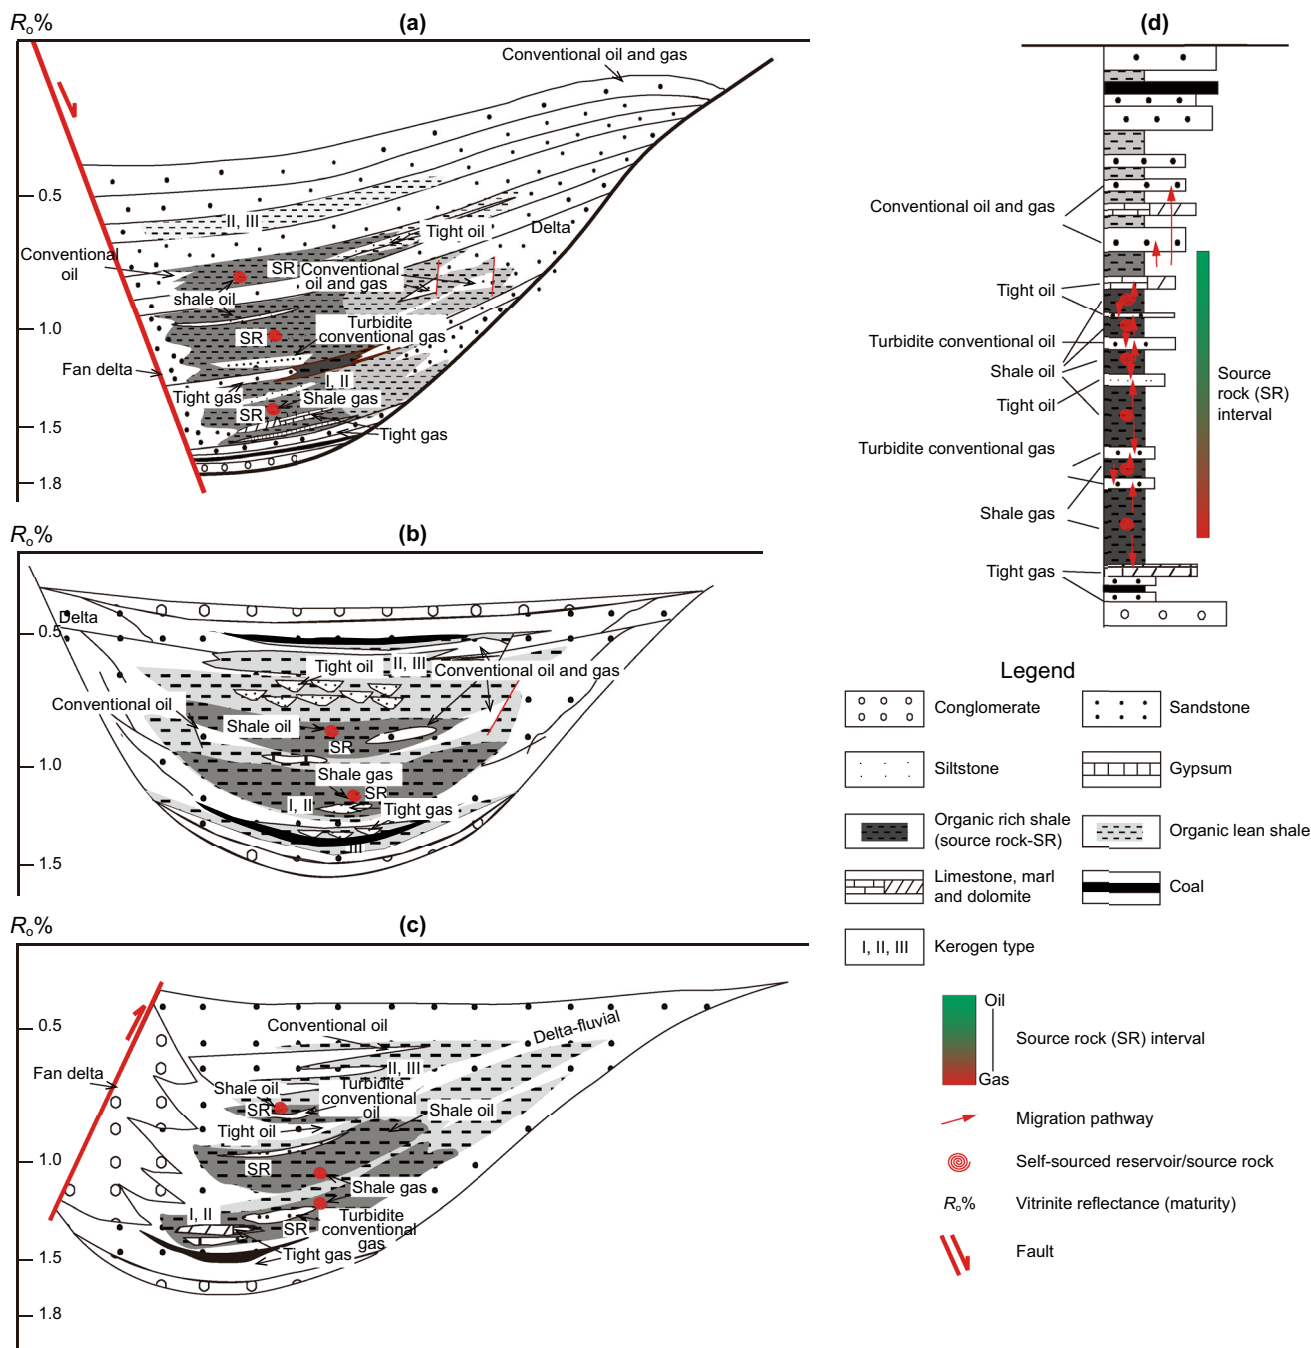 Ro%
(a)
Conventional oil and gas
0.5
II, III
Tight oil
Delta
Conventional
oil
SR
Conventional
oil and gas
shale oil
1.0
Turbidite
conventional gas
SR
Fan delta
I, II
Tight gas
Shale gas
SR
1.5
Tight gas
1.8
Ro%
(b)
Delta
0.5
Tight oil
II, III
Conventional oil and gas
Conventional oil
Shale oil
SR
1.0
Shale gas
SR
I, II
Tight gas
III
1.5
Ro%
(c)
0.5
Conventional oil
Delta-fluvial
Fan delta
II, III
Shale oil
Turbidite
conventional
oil
SR
Shale oil
Tight oil
1.0
SR
Shale gas
I, II
Turbidite
conventional
gas
SR
Tight gas
1.5
1.8
(d)
Conventional oil and gas
Tight oil
Turbidite conventional oil
Shale oil
Tight oil
Turbidite conventional gas
Shale gas
Tight gas
Source
rock (SR)
interval
Legend
Conglomerate
Sandstone
Siltstone
Gypsum
Organic rich shale
(source rock-SR)
Organic lean shale
Limestone, marl
and dolomite
Coal
I, II, III
Kerogen type
Oil
Gas
Source rock (SR) interval
Migration pathway
Self-sourced reservoir/source rock
Ro%
Vitrinite reflectance (maturity)
Fault